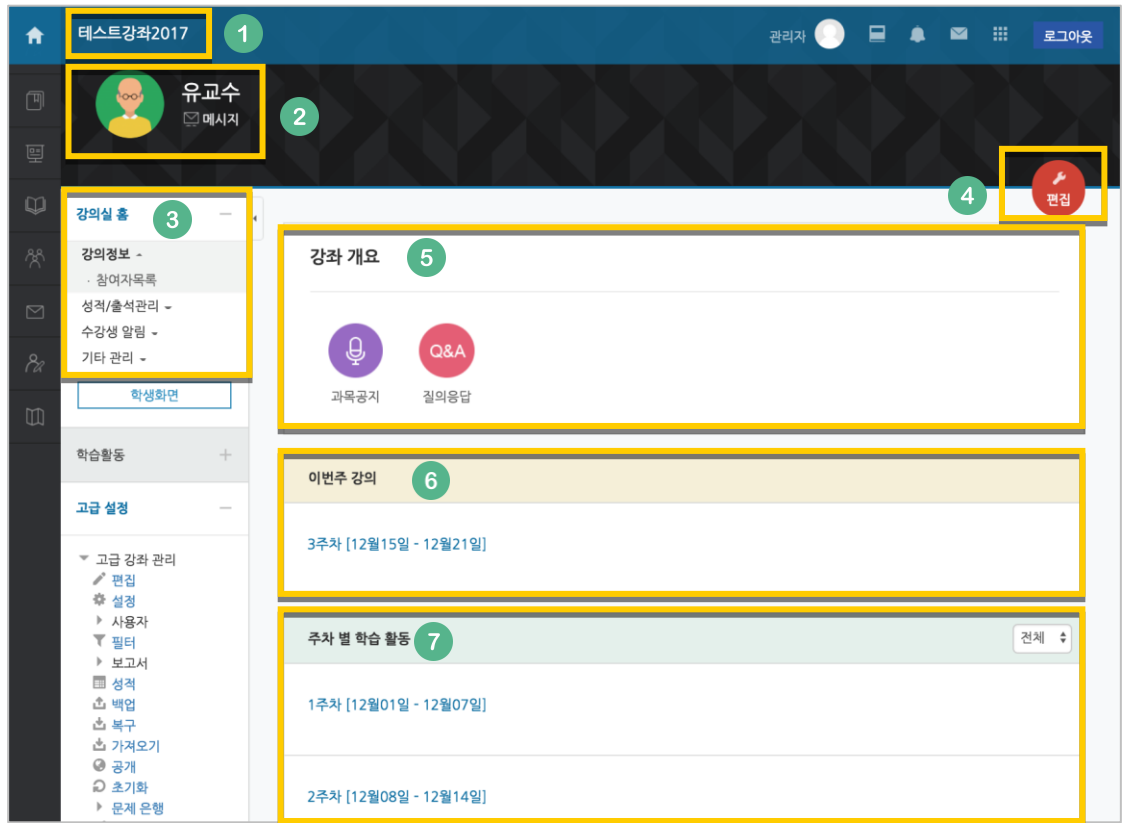 테스트강좌2017
1
관리자
로그아웃
유교수
메시지
2
4
편집
강의실 홈
3
강의정보
· 참여자목록
성적/출석관리
수강생 알림
기타 관리
학생화면
학습활동
고급 설정
고급 강좌 관리
편집
설정
사용자
필터
보고서
성적
백업
복구
가져오기
공개
초기화
문제 은행
강좌 개요
5
Q&A
과목공지
질의응답
이번주 강의
6
3주차 [12월15일 - 12월21일]
주차 별 학습 활동
7
전체
1주차 [12월01일 - 12월07일]
2주차 [12월08일 - 12월14일]